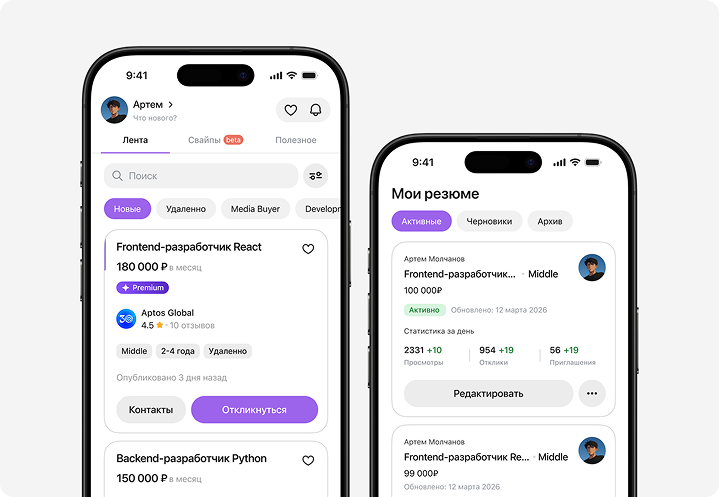 9:41
Артем
Что нового?
Лента
Свайпы beta
Полезное
Поиск
Новые
Удаленно
Media Buyer
Developm
Frontend-разработчик React
180 000 ₽ в месяц
Premium
Aptos Global
4.5 · 10 отзывов
Middle
2-4 года
Удаленно
Опубликовано 3 дня назад
Контакты
Откликнуться
Backend-разработчик Python
150 000 ₽ в месяц
9:41
Мои резюме
Активные
Черновики
Архив
Артем Молчанов
Frontend-разработчик... · Middle
100 000₽
Активно
Обновлено: 12 марта 2026
Статистика за день
2331 +10
Просмотры
954 +19
Отклики
56 +19
Приглашения
Редактировать
Артем Молчанов
Frontend-разработчик Re... · Middle
99 000₽
Обновлено: 12 марта 2026